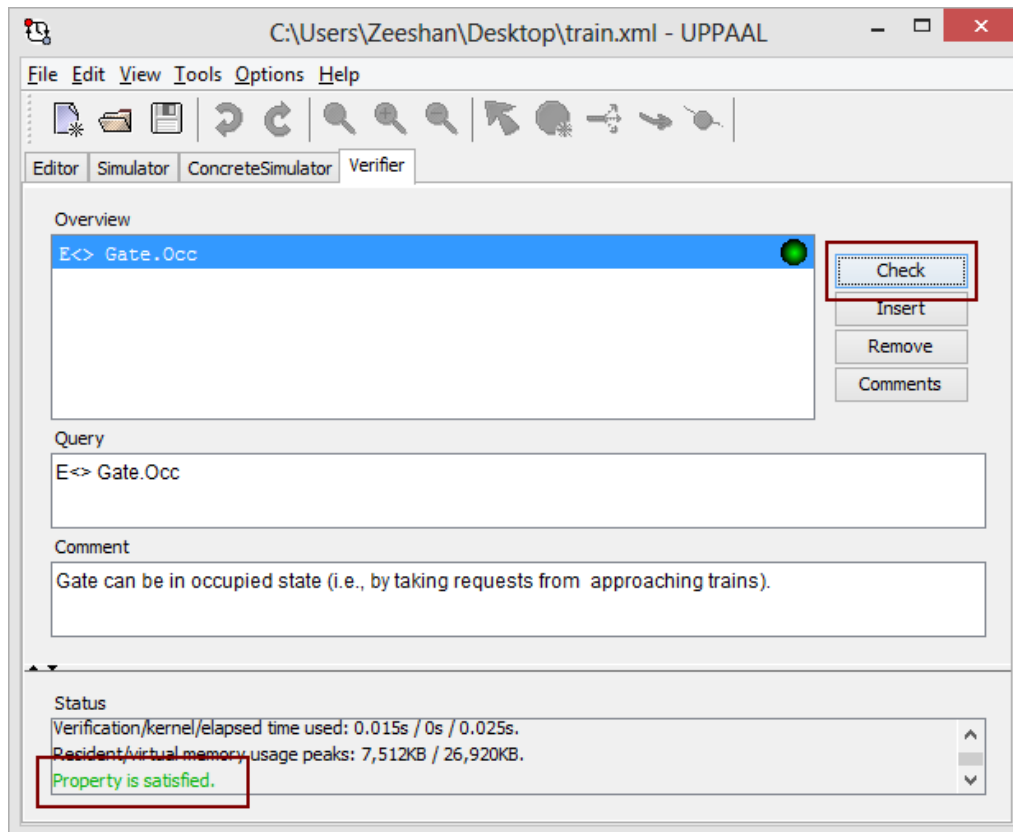 C:\Users\Zeeshan\Desktop\train.xml - UPPAAL
File Edit View Tools Options Help
Editor Simulator ConcreteSimulator Verifier
Overview
E<> Gate.Occ
Check
Insert
Remove
Comments
Query
E<> Gate.Occ
Comment
Gate can be in occupied state (i.e., by taking requests from  approaching trains).
Status
Verification/kernel/elapsed time used: 0.015s / 0s / 0.025s.
Resident/virtual memory usage peaks: 7,512KB / 26,920KB.
Property is satisfied.